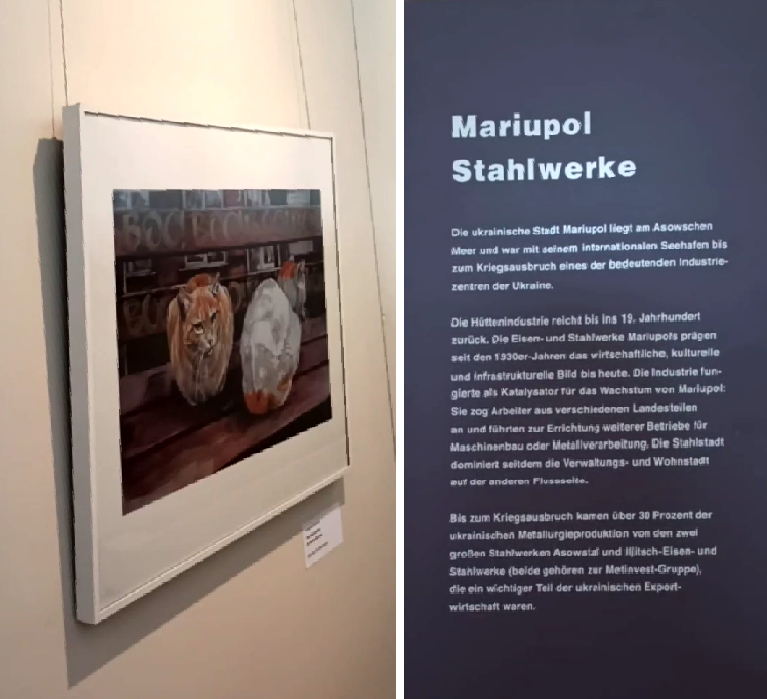 Mariupol
Stahlwerke
Die ukrainische Stadt Mariupol liegt am Asowschen
Meer und war mit seinem internationalen Seehafen bis
zum Kriegsausbruch eines der bedeutenden Industrie-
zentren der Ukraine.
Die Hüttenindustrie reicht bis ins 19. Jahrhundert
zurück. Die Eisen- und Stahlwerke Mariupols prägen
seit den 1930er-Jahren das wirtschaftliche, kulturelle
und infrastrukturelle Bild bis heute. Die Industrie fun-
gierte als Katalysator für das Wachstum von Mariupol:
Sie zog Arbeiter aus verschiedenen Landesteilen
an und führten zur Errichtung weiterer Betriebe für
Maschinenbau oder Metallverarbeitung. Die Stahlstadt
dominiert seitdem die Verwaltungs- und Wohnstadt
auf der anderen Flussseite.
Bis zum Kriegsausbruch kamen über 30 Prozent der
ukrainischen Metallurgieproduktion von den zwei
großen Stahlwerken Asowstal und Iljitsch-Eisen- und
Stahlwerke (beide gehören zur Metinvest-Gruppe),
die ein wichtiger Teil der ukrainischen Export-
wirtschaft waren.